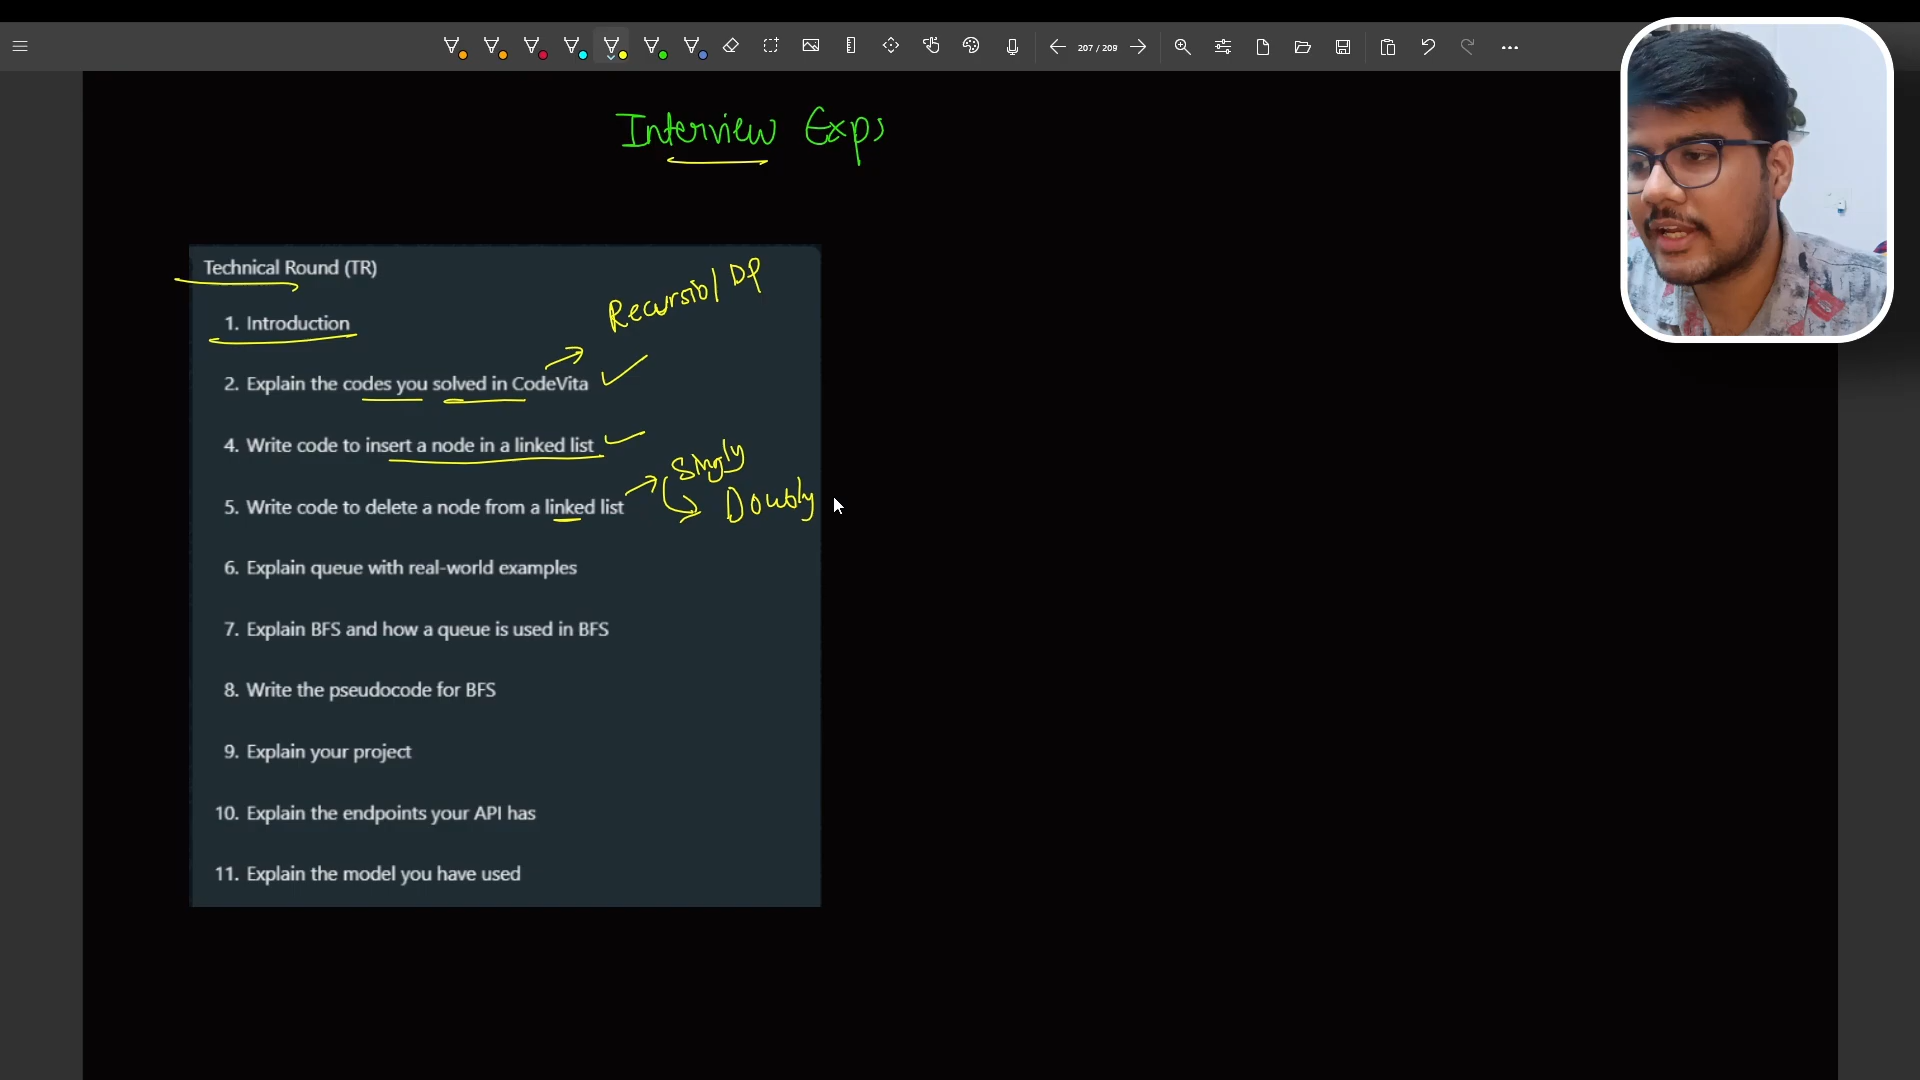 207 / 209
Interview Exps
Technical Round (TR)
Recursio/ DP
1. Introduction
2. Explain the codes you solved in CodeVita
4. Write code to insert a node in a linked list
Singly
5. Write code to delete a node from a linked list
Doubly
6. Explain queue with real-world examples
7. Explain BFS and how a queue is used in BFS
8. Write the pseudocode for BFS
9. Explain your project
10. Explain the endpoints your API has
11. Explain the model you have used